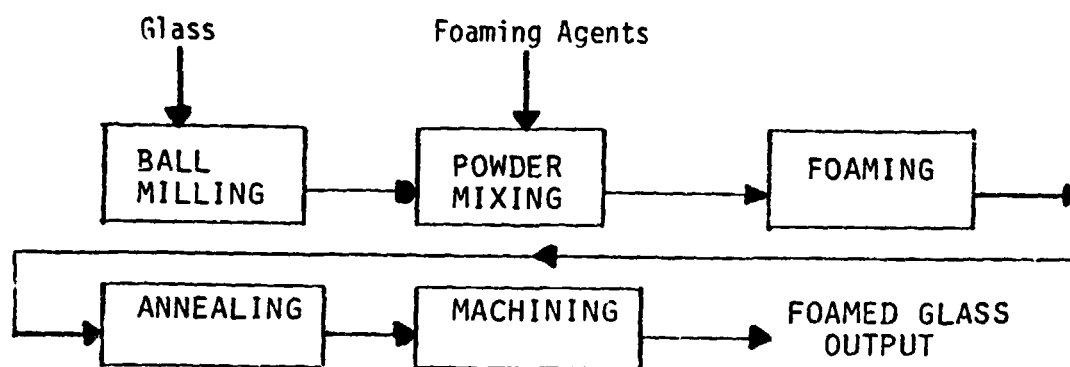 Glass
Foaming Agents
BALL
MILLING
POWDER
MIXING
FOAMING
ANNEALING
MACHINING
FOAMED GLASS
OUTPUT